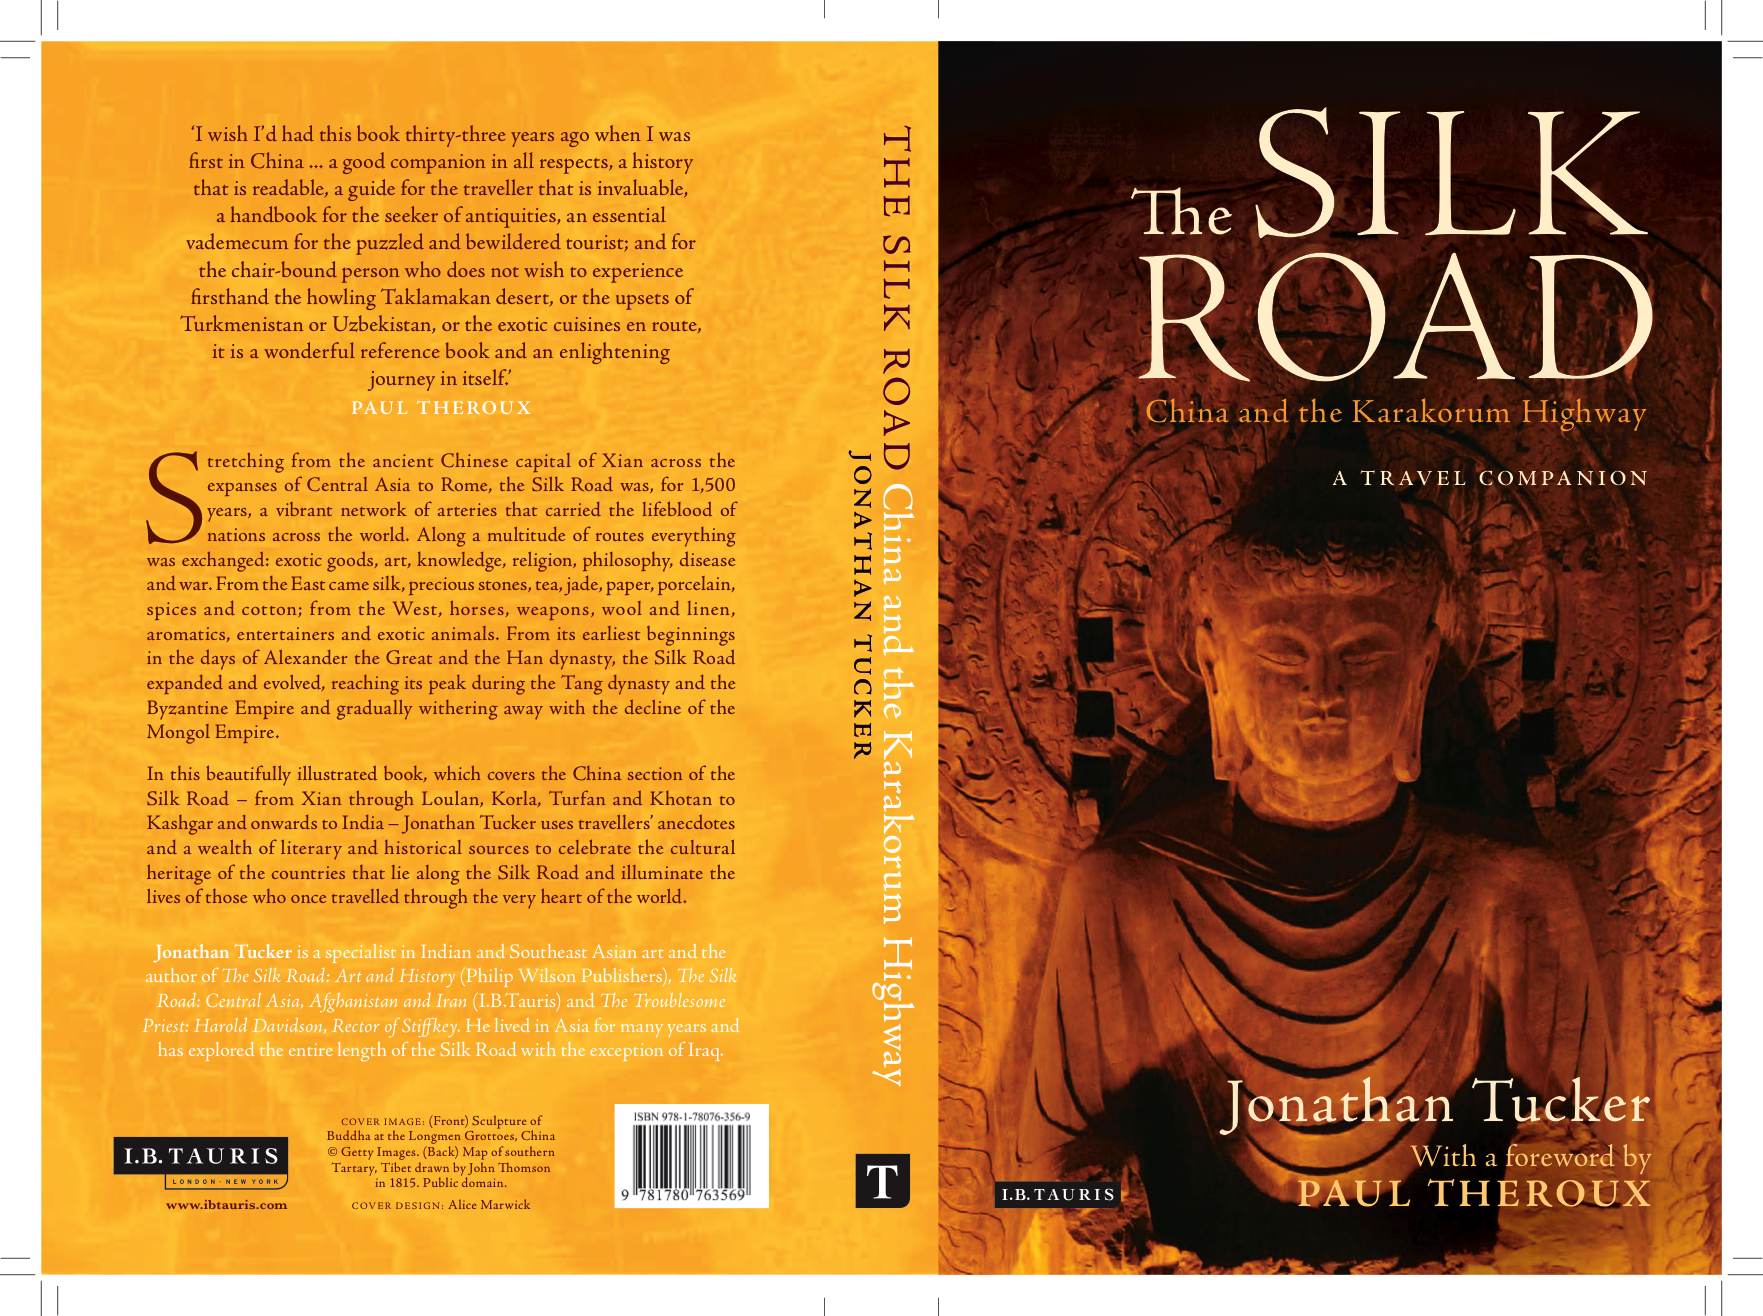 ‘I wish I’d had this book thirty-three years ago when I was
first in China ... a good companion in all respects, a history
that is readable, a guide for the traveller that is invaluable,
a handbook for the seeker of antiquities, an essential
vademecum for the puzzled and bewildered tourist; and for
the chair-bound person who does not wish to experience
firsthand the howling Taklamakan desert, or the upsets of
Turkmenistan or Uzbekistan, or the exotic cuisines en route,
it is a wonderful reference book and an enlightening
journey in itself.’
PAUL THEROUX
Stretching from the ancient Chinese capital of Xian across the
expanses of Central Asia to Rome, the Silk Road was, for 1,500
years, a vibrant network of arteries that carried the lifeblood of
nations across the world. Along a multitude of routes everything
was exchanged: exotic goods, art, knowledge, religion, philosophy, disease
and war. From the East came silk, precious stones, tea, jade, paper, porcelain,
spices and cotton; from the West, horses, weapons, wool and linen,
aromatics, entertainers and exotic animals. From its earliest beginnings
in the days of Alexander the Great and the Han dynasty, the Silk Road
expanded and evolved, reaching its peak during the Tang dynasty and the
Byzantine Empire and gradually withering away with the decline of the
Mongol Empire.
In this beautifully illustrated book, which covers the China section of the
Silk Road – from Xian through Loulan, Korla, Turfan and Khotan to
Kashgar and onwards to India – Jonathan Tucker uses travellers’ anecdotes
and a wealth of literary and historical sources to celebrate the cultural
heritage of the countries that lie along the Silk Road and illuminate the
lives of those who once travelled through the very heart of the world.
Jonathan Tucker is a specialist in Indian and Southeast Asian art and the
author of The Silk Road: Art and History (Philip Wilson Publishers), The Silk
Road: Central Asia, Afghanistan and Iran (I.B.Tauris) and The Troublesome
Priest: Harold Davidson, Rector of Stiffkey. He lived in Asia for many years and
has explored the entire length of the Silk Road with the exception of Iraq.
I.B.TAURIS
LONDON · NEW YORK
www.ibtauris.com
COVER IMAGE: (Front) Sculpture of
Buddha at the Longmen Grottoes, China
© Getty Images. (Back) Map of southern
Tartary, Tibet drawn by John Thomson
in 1815. Public domain.
COVER DESIGN: Alice Marwick
ISBN 978-1-78076-356-9
9 781780 763569
THE SILK ROAD China and the Karakorum Highway
JONATHAN TUCKER
T
The SILK
ROAD
China and the Karakorum Highway
A TRAVEL COMPANION
Jonathan Tucker
With a foreword by
PAUL THEROUX
I.B.TAURIS